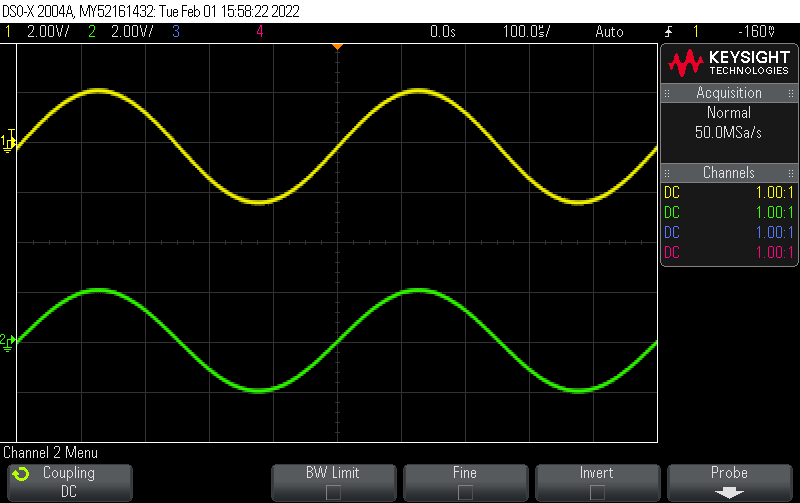 DSO-X 2004A, MY52161432: Tue Feb 01 15:58:22 2022
1 2.00V/ 2 2.00V/ 3 4 0.0s 100.0µs/ Auto 1 -160mV
KEYSIGHT
TECHNOLOGIES
Acquisition
Normal
50.0MSa/s
Channels
DC 1.00:1
DC 1.00:1
DC 1.00:1
DC 1.00:1
1 T
2
Channel 2 Menu
Coupling
DC
BW Limit
Fine
Invert
Probe